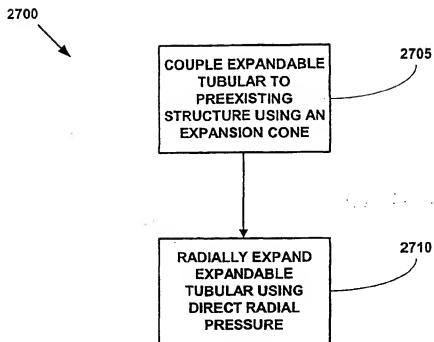 2700
COUPLE EXPANDABLE
TUBULAR TO
PREEXISTING
STRUCTURE USING AN
EXPANSION CONE
2705
RADIALLY EXPAND
EXPANDABLE
TUBULAR USING
DIRECT RADIAL
PRESSURE
2710